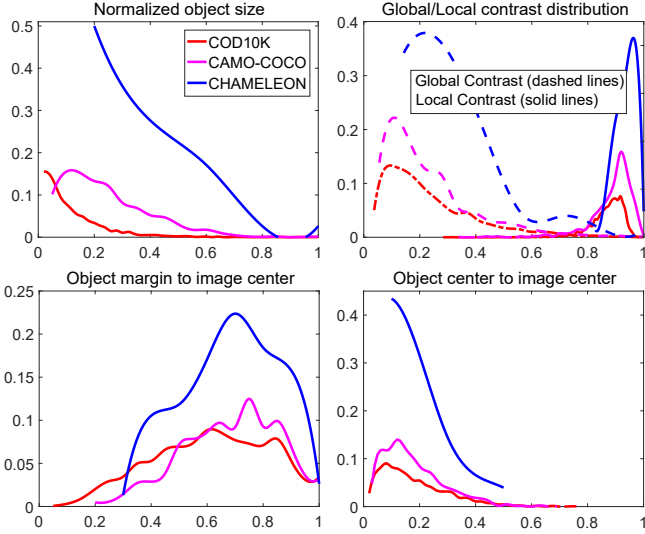 Normalized object size
0.5
0.4
0.3
0.2
0.1
0
0 0.2 0.4 0.6 0.8 1
COD10K
CAMO-COCO
CHAMELEON
Global/Local contrast distribution
0.4
0.3
0.2
0.1
0
0 0.2 0.4 0.6 0.8 1
Global Contrast (dashed lines)
Local Contrast (solid lines)
Object margin to image center
0.25
0.2
0.15
0.1
0.05
0
0 0.2 0.4 0.6 0.8 1
Object center to image center
0.4
0.3
0.2
0.1
0
0 0.2 0.4 0.6 0.8 1